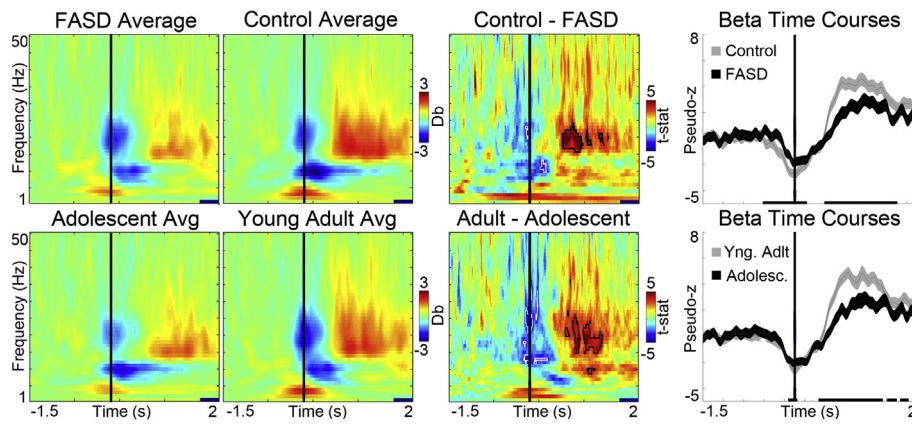 FASD Average
Control Average
Control - FASD
Beta Time Courses
50
Frequency (Hz)
1
3
Db
-3
5
t-stat
-5
8
Pseudo-z
-5
Control
FASD
Adolescent Avg
Young Adult Avg
Adult - Adolescent
Beta Time Courses
50
Frequency (Hz)
1
3
Db
-3
5
t-stat
-5
8
Pseudo-z
-5
Yng. Adlt
Adolesc.
-1.5 Time (s) 2
-1.5 Time (s) 2
-1.5 Time (s) 2
-1.5 Time (s) 2